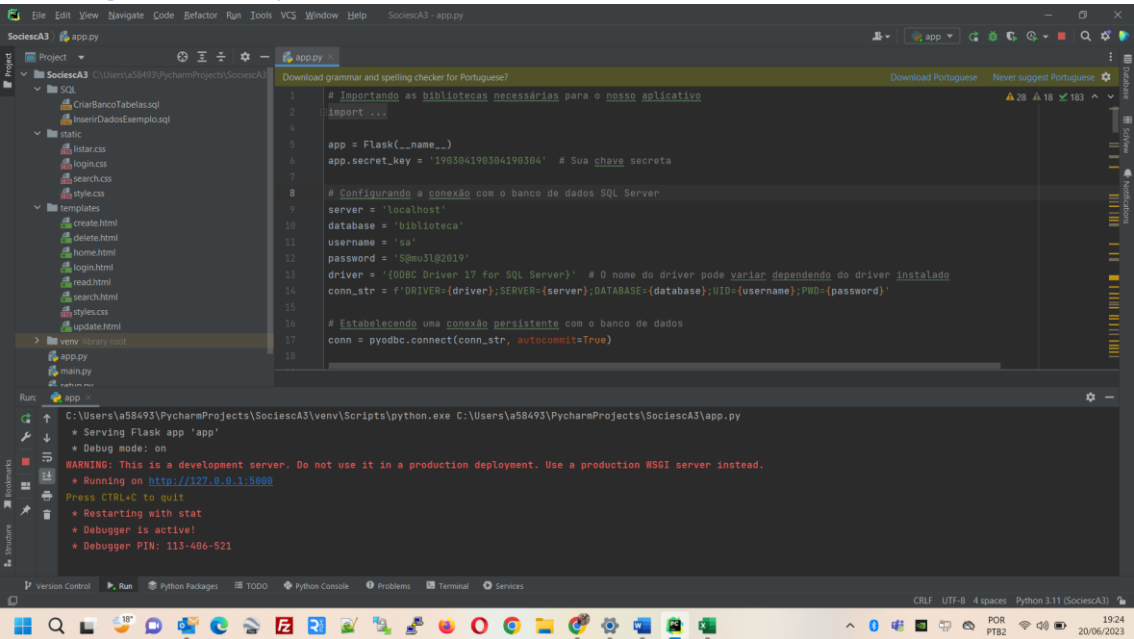 File Edit View Navigate Code Refactor Run Tools VCS Window Help SociescA3 - app.py
SociescA3 app.py
app
Project
app.py
SociescA3 C:\Users\a58493\PycharmProjects\SociescA3
SQL
CriarBancoTabelas.sql
InserirDadosExemplo.sql
static
listar.css
login.css
search.css
style.css
templates
create.html
delete.html
home.html
login.html
read.html
search.html
styles.css
update.html
venv library root
app.py
main.py
setup.py
Download grammar and spelling checker for Portuguese? Download Portuguese Never suggest Portuguese
28 18 183
1 # Importando as bibliotecas necessárias para o nosso aplicativo
2 import ...
4
5 app = Flask(__name__)
6 app.secret_key = '190304190304190304' # Sua chave secreta
7
8 # Configurando a conexão com o banco de dados SQL Server
9 server = 'localhost'
10 database = 'biblioteca'
11 username = 'sa'
12 password = 'S@mu3l@2019'
13 driver = '{ODBC Driver 17 for SQL Server}' # O nome do driver pode variar dependendo do driver instalado
14 conn_str = f'DRIVER={driver};SERVER={server};DATABASE={database};UID={username};PWD={password}'
15
16 # Estabelecendo uma conexão persistente com o banco de dados
17 conn = pyodbc.connect(conn_str, autocommit=True)
18
Project
Bookmarks
Structure
Database
SciView
Notifications
Run: app
C:\Users\a58493\PycharmProjects\SociescA3\venv\Scripts\python.exe C:\Users\a58493\PycharmProjects\SociescA3\app.py
* Serving Flask app 'app'
* Debug mode: on
WARNING: This is a development server. Do not use it in a production deployment. Use a production WSGI server instead.
* Running on http://127.0.0.1:5000
Press CTRL+C to quit
* Restarting with stat
* Debugger is active!
* Debugger PIN: 113-406-521
Version Control Run Python Packages TODO Python Console Problems Terminal Services
CRLF UTF-8 4 spaces Python 3.11 (SociescA3)
18°
POR
PTB2
19:24
20/06/2023